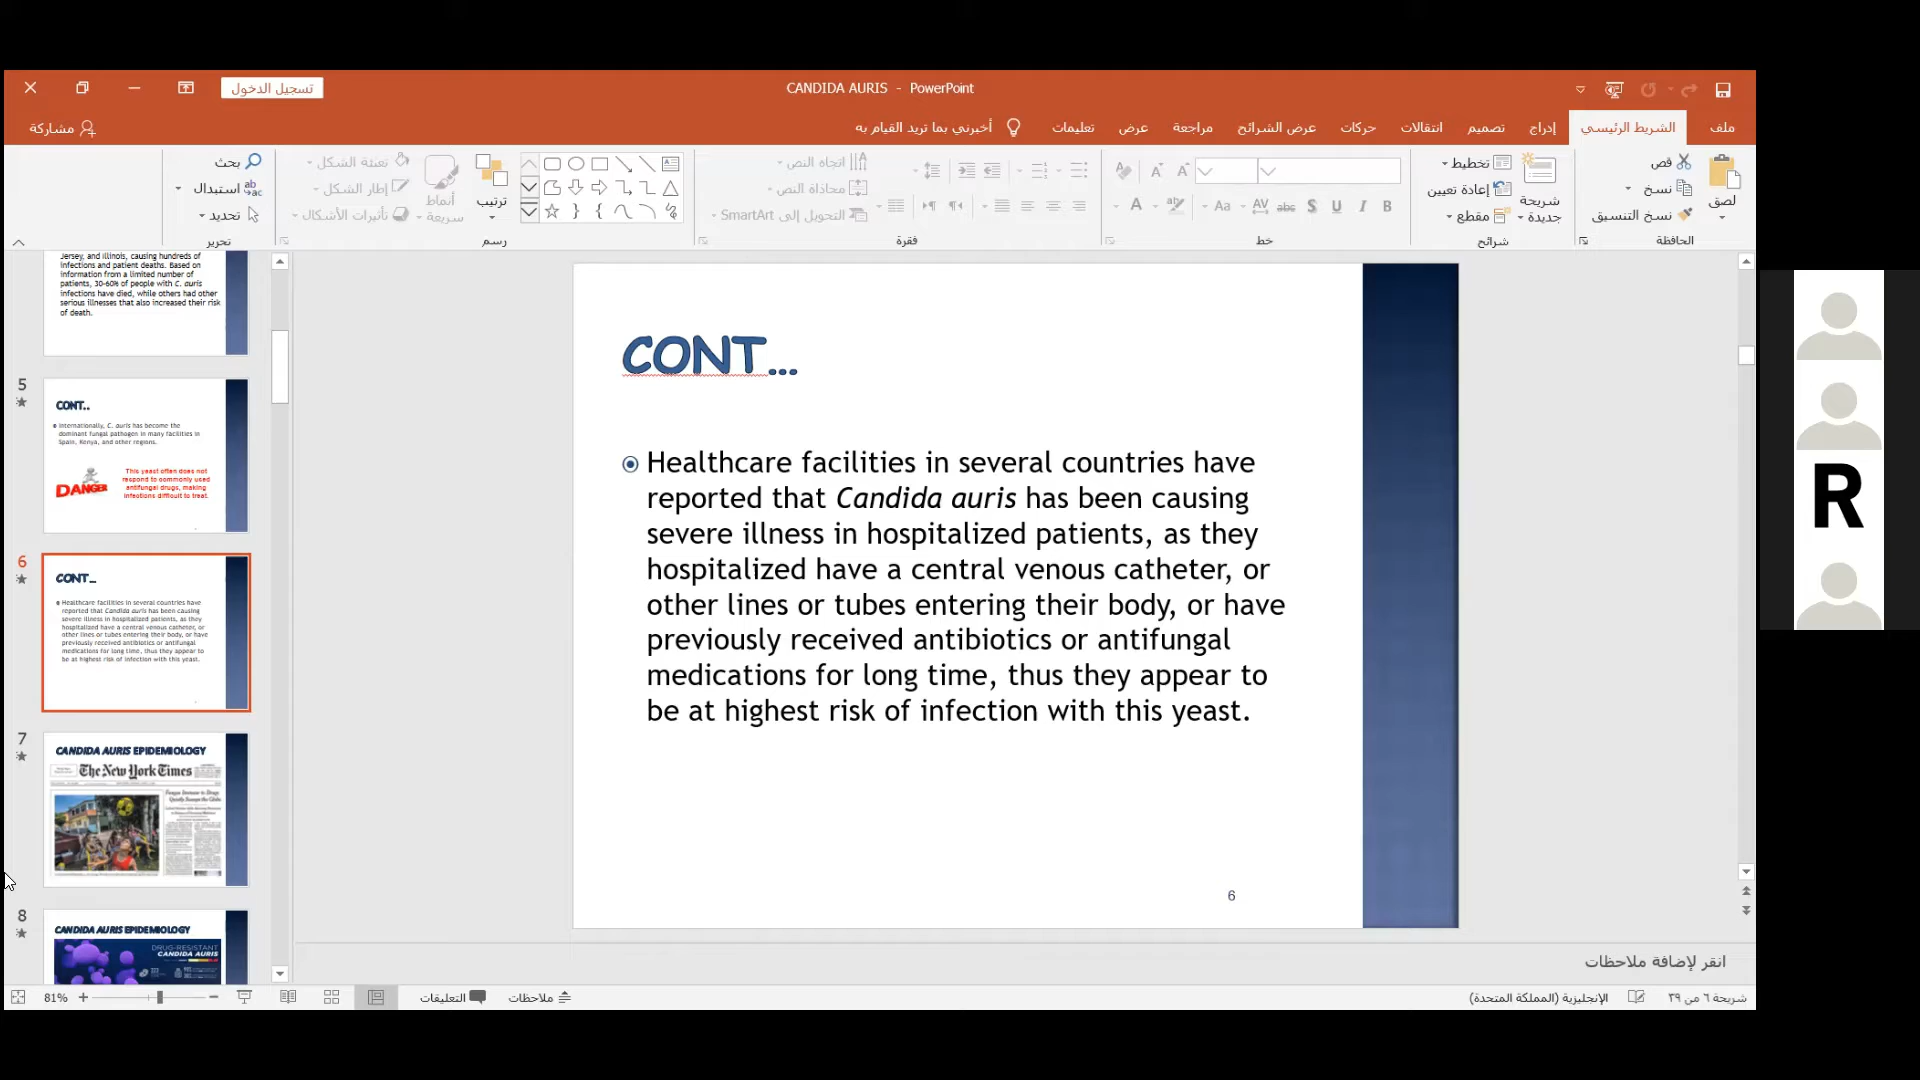 تسجيل الدخول
CANDIDA AURIS - PowerPoint
ملف
الشريط الرئيسي
إدراج
تصميم
انتقالات
حركات
عرض الشرائح
مراجعة
عرض
تعليمات
أخبرني بما تريد القيام به
مشاركة
لصق
قص
نسخ
نسخ التنسيق
الحافظة
شريحة جديدة
تخطيط
إعادة تعيين
مقطع
شرائح
B I U S abc AV Aa A
خط
اتجاه النص
محاذاة النص
التحويل إلى SmartArt
فقرة
ترتيب
أنماط سريعة
تعبئة الشكل
إطار الشكل
تأثيرات الأشكال
رسم
بحث
استبدال
تحديد
تحرير
Jersey, and Illinois, causing hundreds of
infections and patient deaths. Based on
information from a limited number of
patients, 30-60% of people with C. auris
infections have died, while others had other
serious illnesses that also increased their risk
of death.
5
CONT..
Internationally, C. auris has become the
dominant fungal pathogen in many facilities in
Spain, Kenya, and other regions.
DANGER
This yeast often does not
respond to commonly used
antifungal drugs, making
infections difficult to treat.
6
CONT...
Healthcare facilities in several countries have
reported that Candida auris has been causing
severe illness in hospitalized patients, as they
hospitalized have a central venous catheter, or
other lines or tubes entering their body, or have
previously received antibiotics or antifungal
medications for long time, thus they appear to
be at highest risk of infection with this yeast.
7
CANDIDA AURIS EPIDEMIOLOGY
The New York Times
8
CANDIDA AURIS EPIDEMIOLOGY
DRUG-RESISTANT
CANDIDA AURIS
CONT...
Healthcare facilities in several countries have
reported that Candida auris has been causing
severe illness in hospitalized patients, as they
hospitalized have a central venous catheter, or
other lines or tubes entering their body, or have
previously received antibiotics or antifungal
medications for long time, thus they appear to
be at highest risk of infection with this yeast.
6
R
انقر لإضافة ملاحظات
شريحة ٦ من ٣٩
الإنجليزية (المملكة المتحدة)
ملاحظات
التعليقات
81%